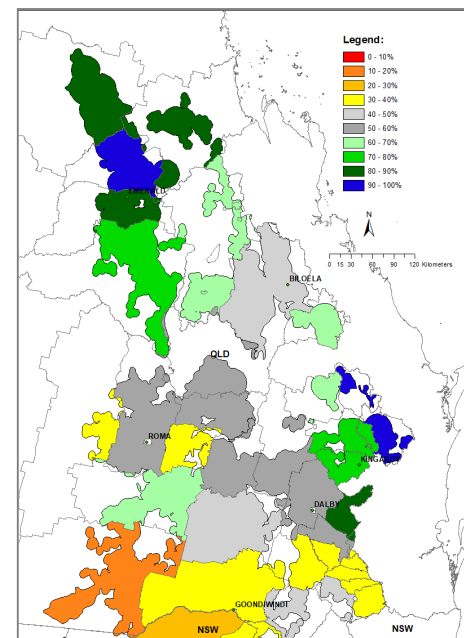 Legend:
0 - 10%
10 - 20%
20 - 30%
30 - 40%
40 - 50%
50 - 60%
60 - 70%
70 - 80%
80 - 90%
90 - 100%
EMERALD
N
0 15 30 60 90 120 Kilometers
BILOELA
QLD
ROMA
KINGAROY
DALBY
GOONDIWINDI
NSW
NSW